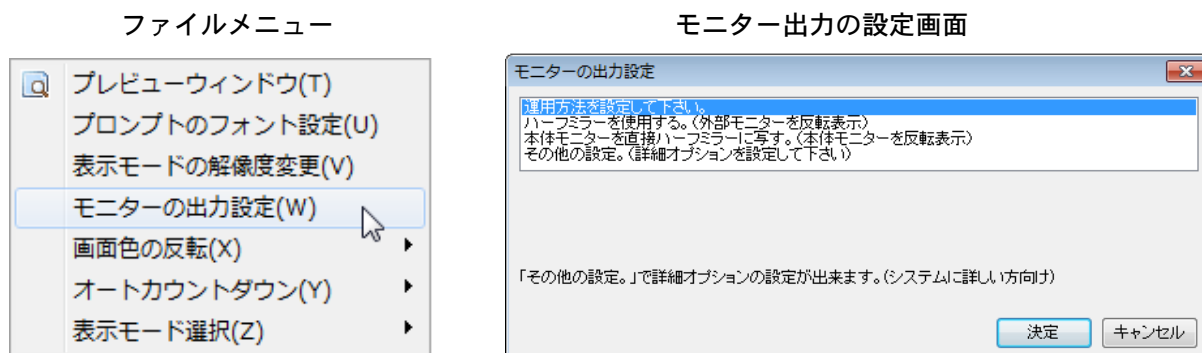 ファイルメニュー
プレビューウィンドウ(T)
プロンプトのフォント設定(U)
表示モードの解像度変更(V)
モニターの出力設定(W)
画面色の反転(X)
オートカウントダウン(Y)
表示モード選択(Z)
モニター出力の設定画面
モニターの出力設定
運用方法を設定して下さい。
ハーフミラーを使用する。(外部モニターを反転表示)
本体モニターを直接ハーフミラーに写す。(本体モニターを反転表示)
その他の設定。(詳細オプションを設定して下さい)
「その他の設定。」で詳細オプションの設定が出来ます。(システムに詳しい方向け)
決定
キャンセル